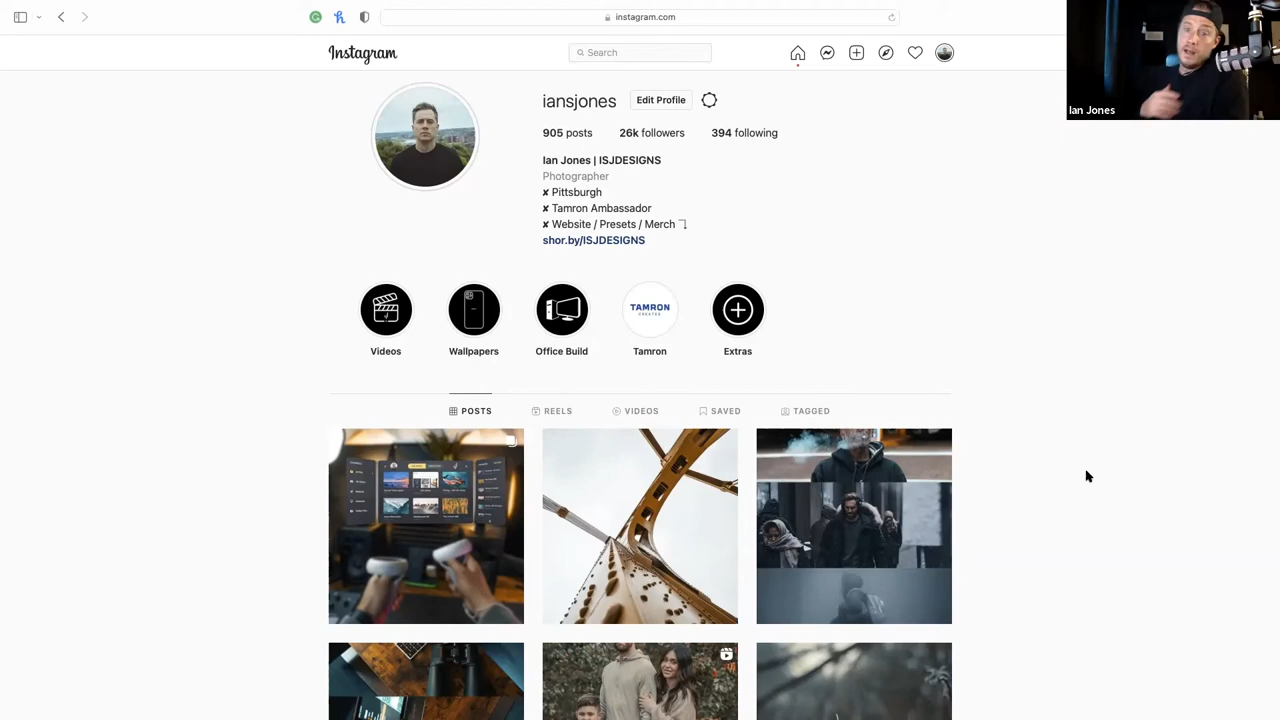 instagram.com
Instagram
Search
Ian Jones
iansjones
Edit Profile
905 posts 26k followers 394 following
Ian Jones | ISJDESIGNS
Photographer
✘ Pittsburgh
✘ Tamron Ambassador
✘ Website / Presets / Merch ⤵
shor.by/ISJDESIGNS
TAMRON
Videos Wallpapers Office Build Tamron Extras
POSTS REELS VIDEOS SAVED TAGGED